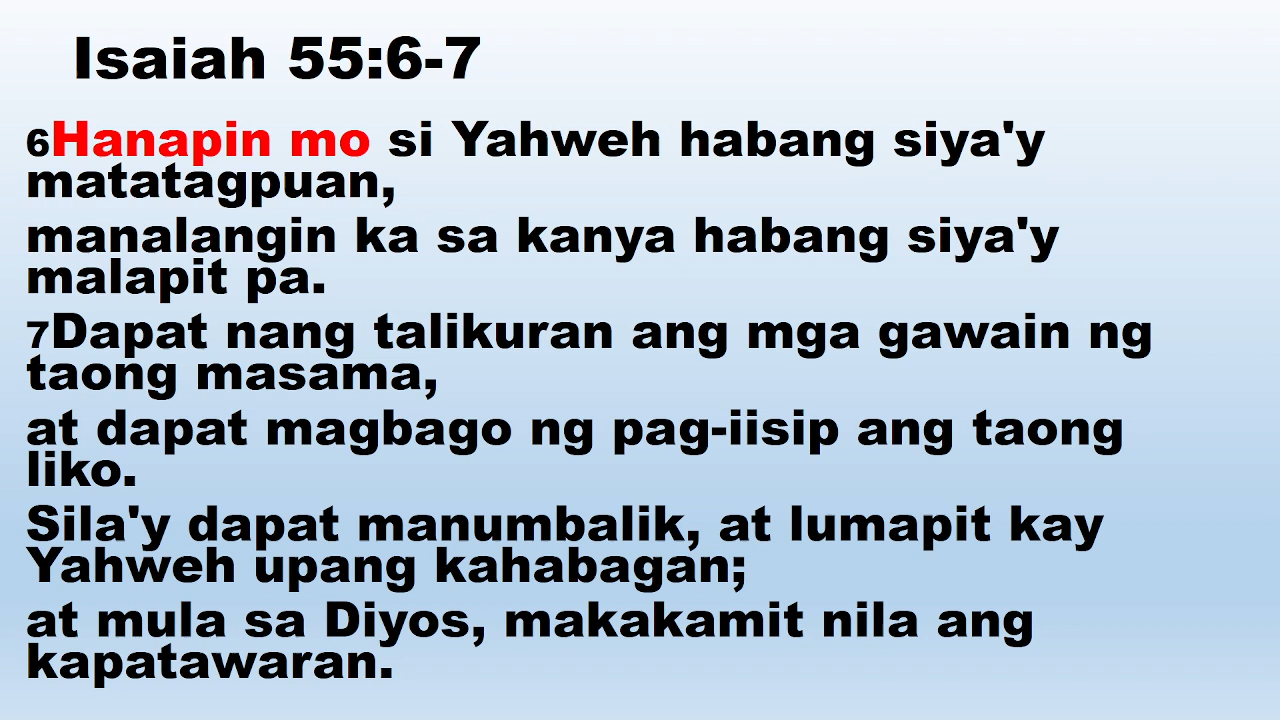 Isaiah 55:6-7
6Hanapin mo si Yahweh habang siya'y
matatagpuan,
manalangin ka sa kanya habang siya'y
malapit pa.
7Dapat nang talikuran ang mga gawain ng
taong masama,
at dapat magbago ng pag-iisip ang taong
liko.
Sila'y dapat manumbalik, at lumapit kay
Yahweh upang kahabagan;
at mula sa Diyos, makakamit nila ang
kapatawaran.